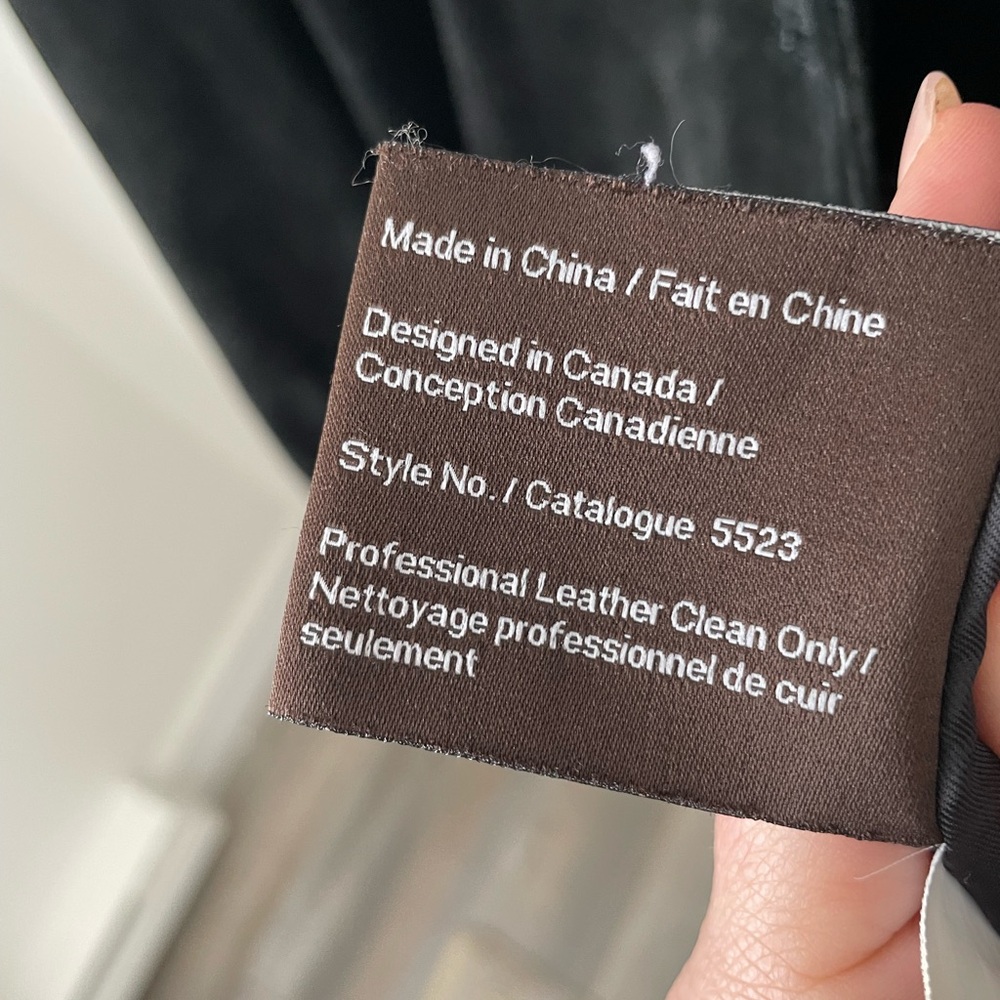 Made in China / Fait en Chine
Designed in Canada /
Conception Canadienne
Style No. / Catalogue 5523
Professional Leather Clean Only /
Nettoyage professionnel de cuir
seulement